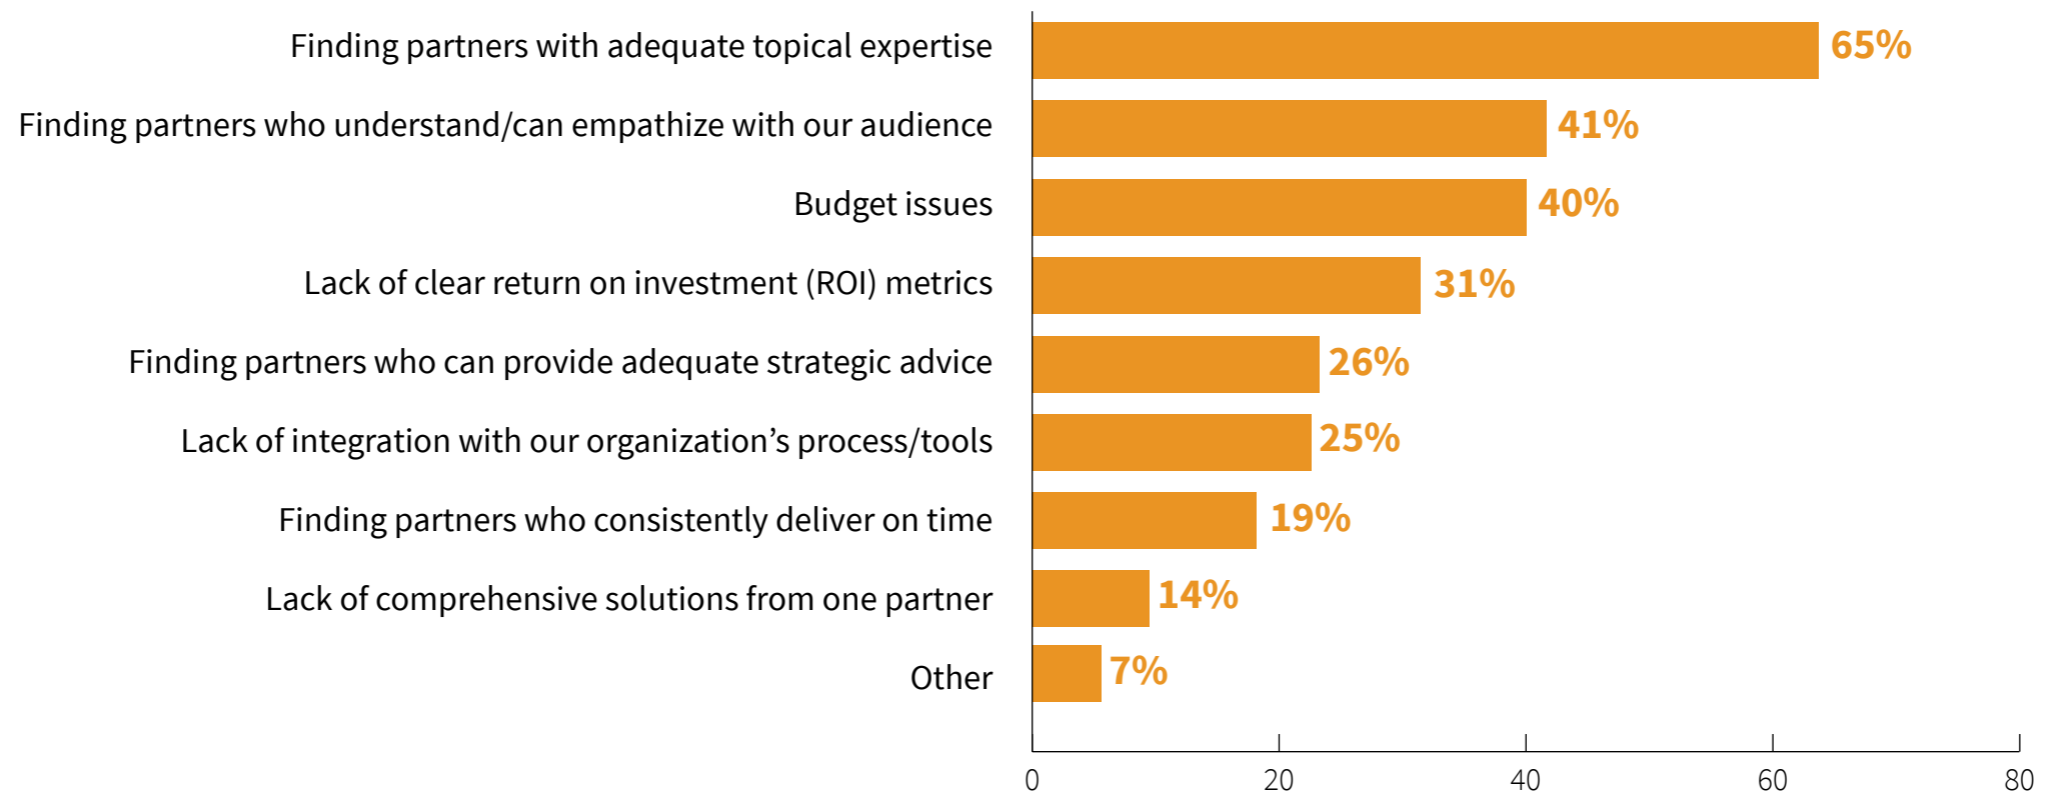 Finding partners with adequate topical expertise 65%
Finding partners who understand/can empathize with our audience 41%
Budget issues 40%
Lack of clear return on investment (ROI) metrics 31%
Finding partners who can provide adequate strategic advice 26%
Lack of integration with our organization’s process/tools 25%
Finding partners who consistently deliver on time 19%
Lack of comprehensive solutions from one partner 14%
Other 7%
0 20 40 60 80